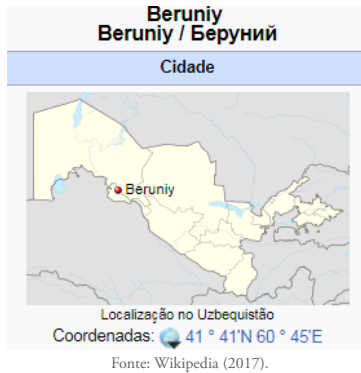 Beruniy
Beruniy / Беруний
Cidade
Beruniy
Localização no Uzbequistão
Coordenadas: 41 ° 41'N 60 ° 45'E
Fonte: Wikipedia (2017).